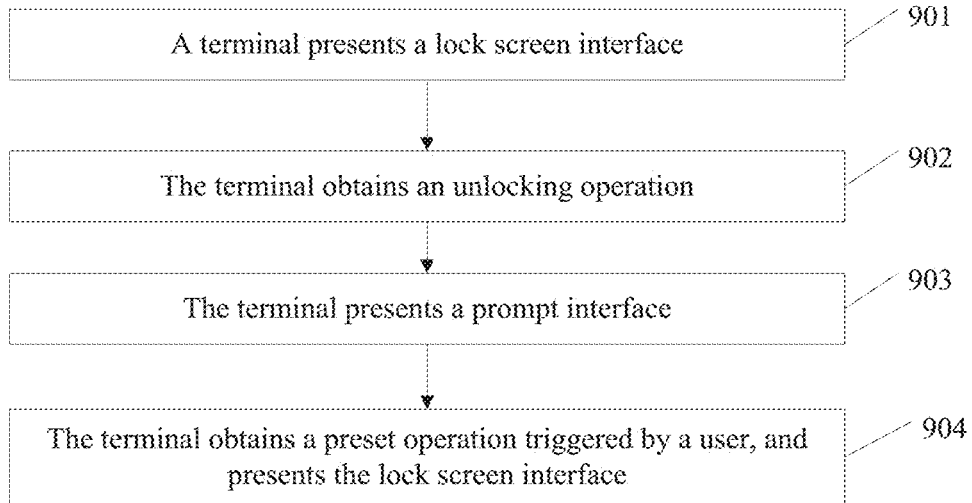 A terminal presents a lock screen interface
901
The terminal obtains an unlocking operation
902
The terminal presents a prompt interface
903
The terminal obtains a preset operation triggered by a user, and
presents the lock screen interface
904